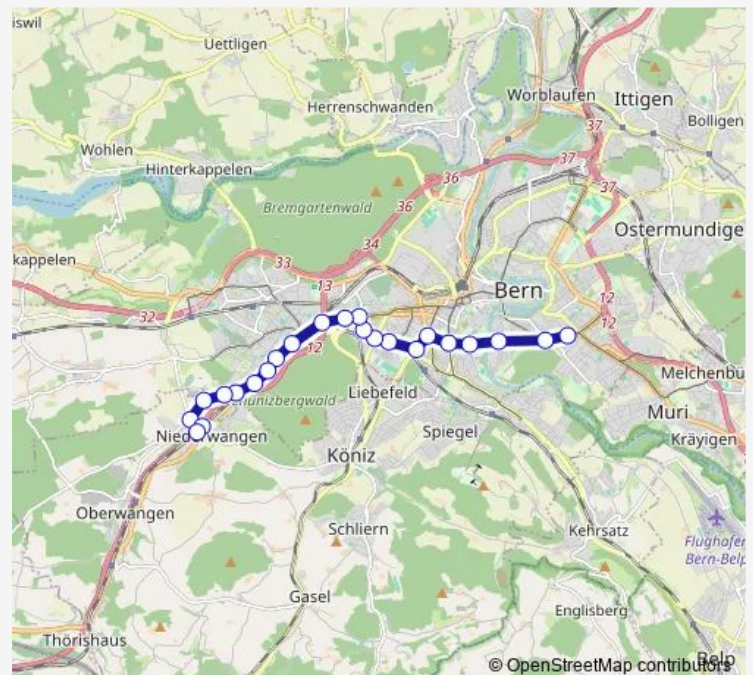 iswil
Uettligen
Worblaufen
Ittigen
Herrenschwanden
37
Bolligen
Wohlen
37
Hinterkappelen
36
37
Bremgartenwald
36
Ostermundige
34
kappelen
33
13
Bern
12
32
12
12
Melchenbu
Liebefeld
Muri
Spiegel
Kräyigen
Köniz
Oberwangen
Schliern
Kehrsatz
Flughafen
Bern-Belp
Gasel
Englisberg
Thörishaus
Belp
© OpenStreetMap contributors